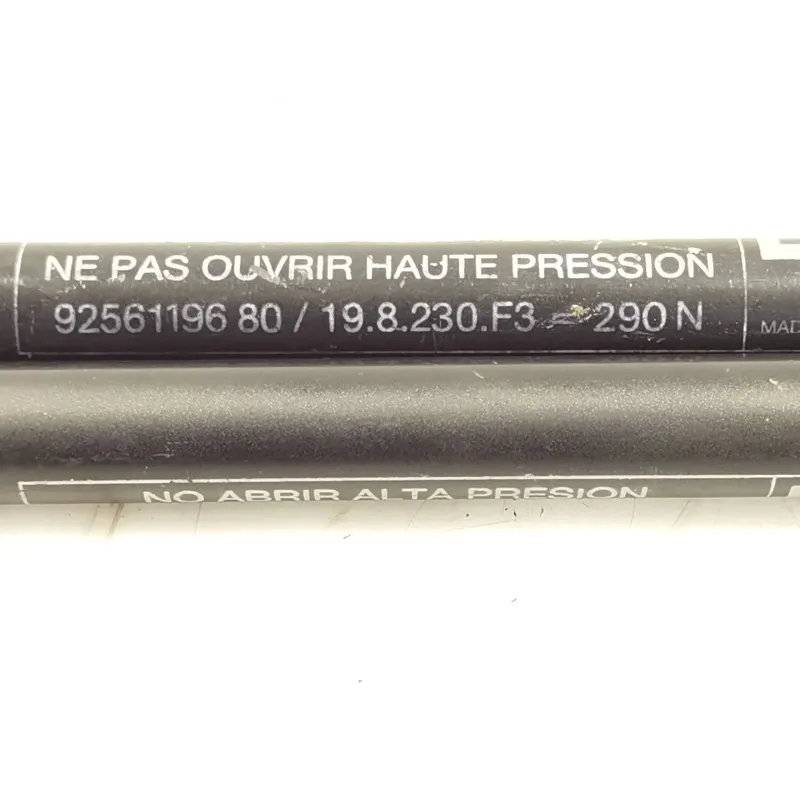 NE PAS OUVRIR HAUTE PRESSION
92561196 80 / 19.8.230.F3 - 290 N
MAD
NO ABRIR ALTA PRESION